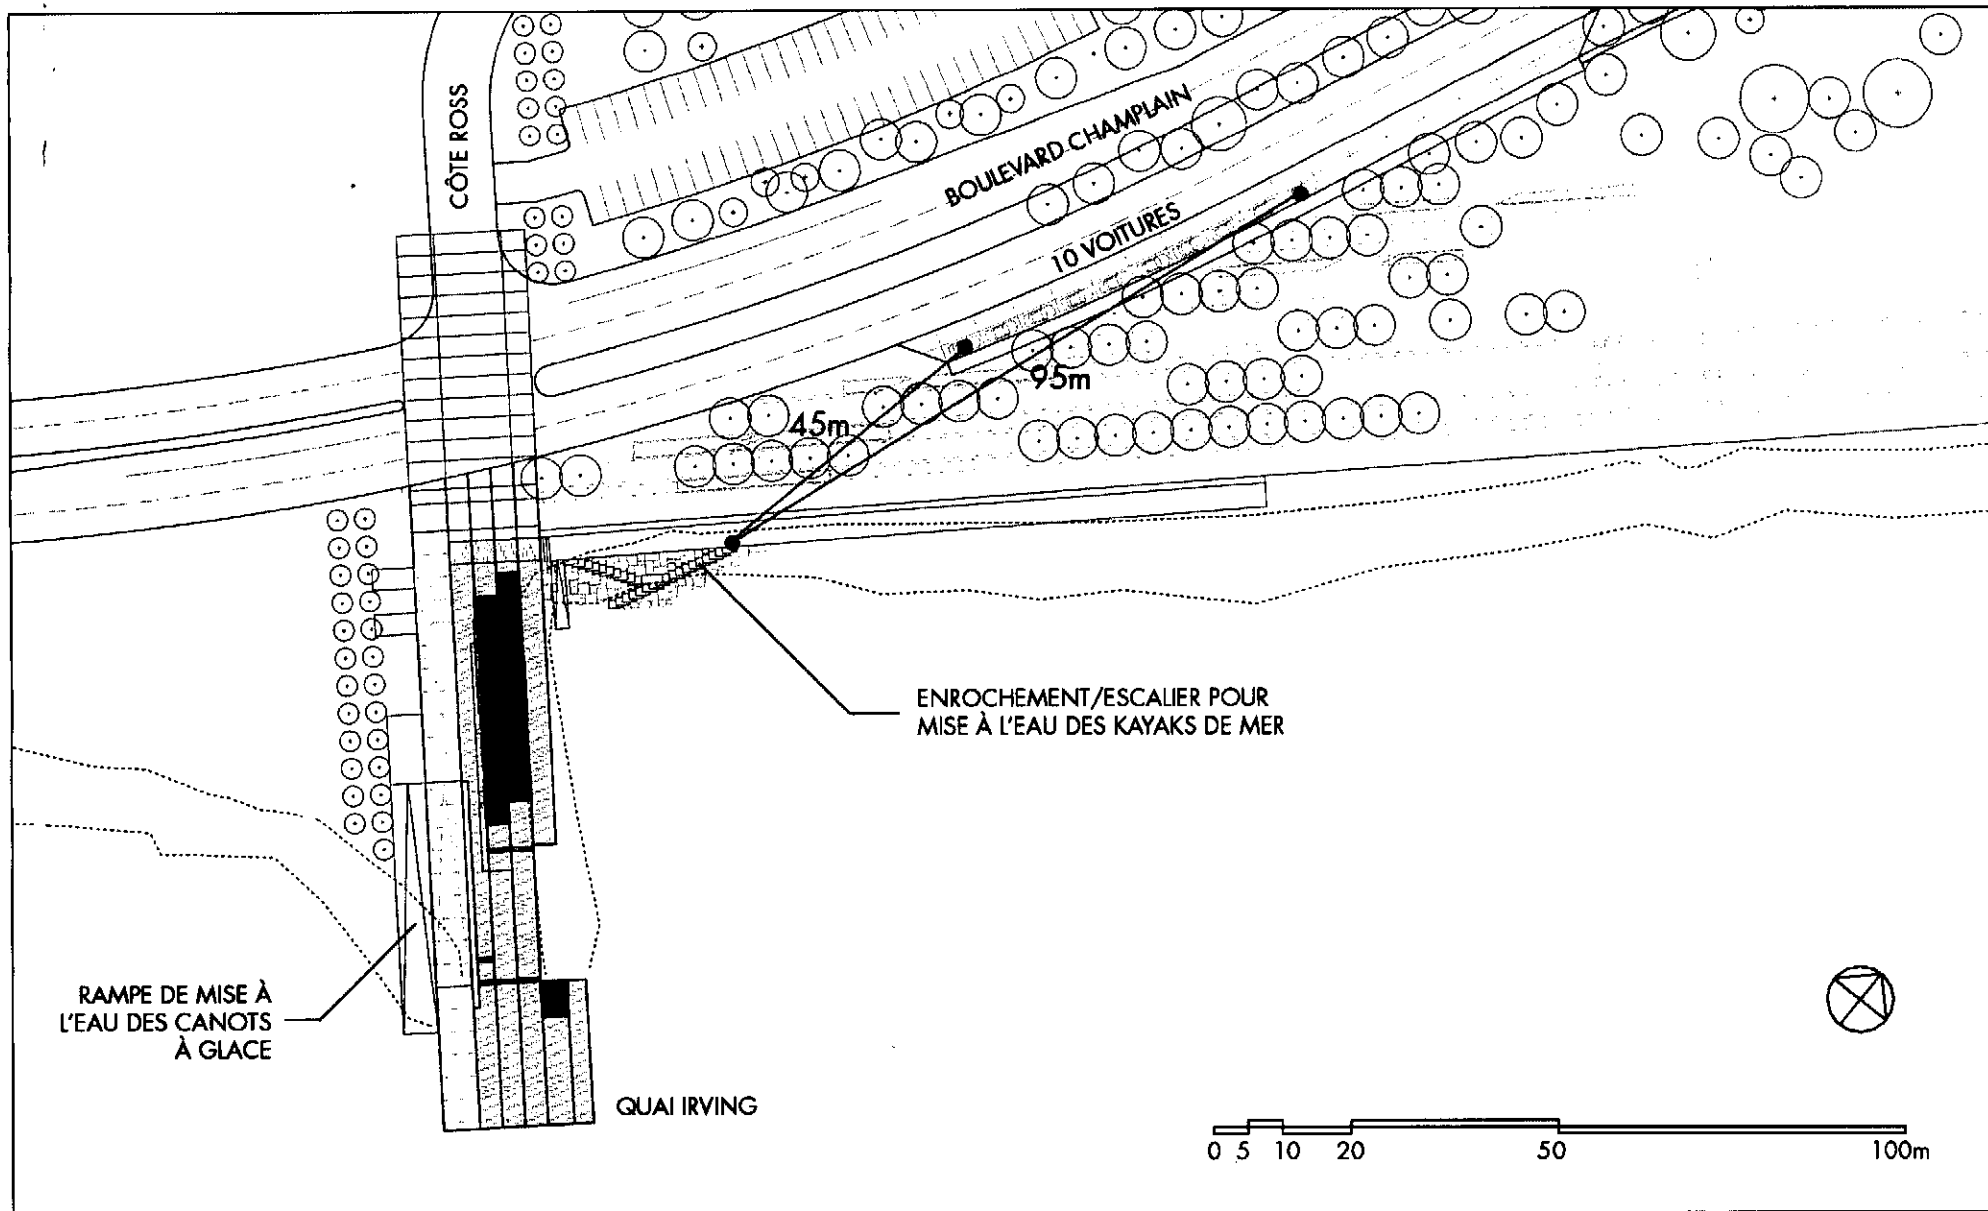 CÔTE ROSS
BOULEVARD CHAMPLAIN
10 VOITURES
95m
45m
ENROCHEMENT/ESCALIER POUR
MISE À L'EAU DES KAYAKS DE MER
RAMPE DE MISE À
L'EAU DES CANOTS
À GLACE
QUAI IRVING
0 5 10 20 50 100m